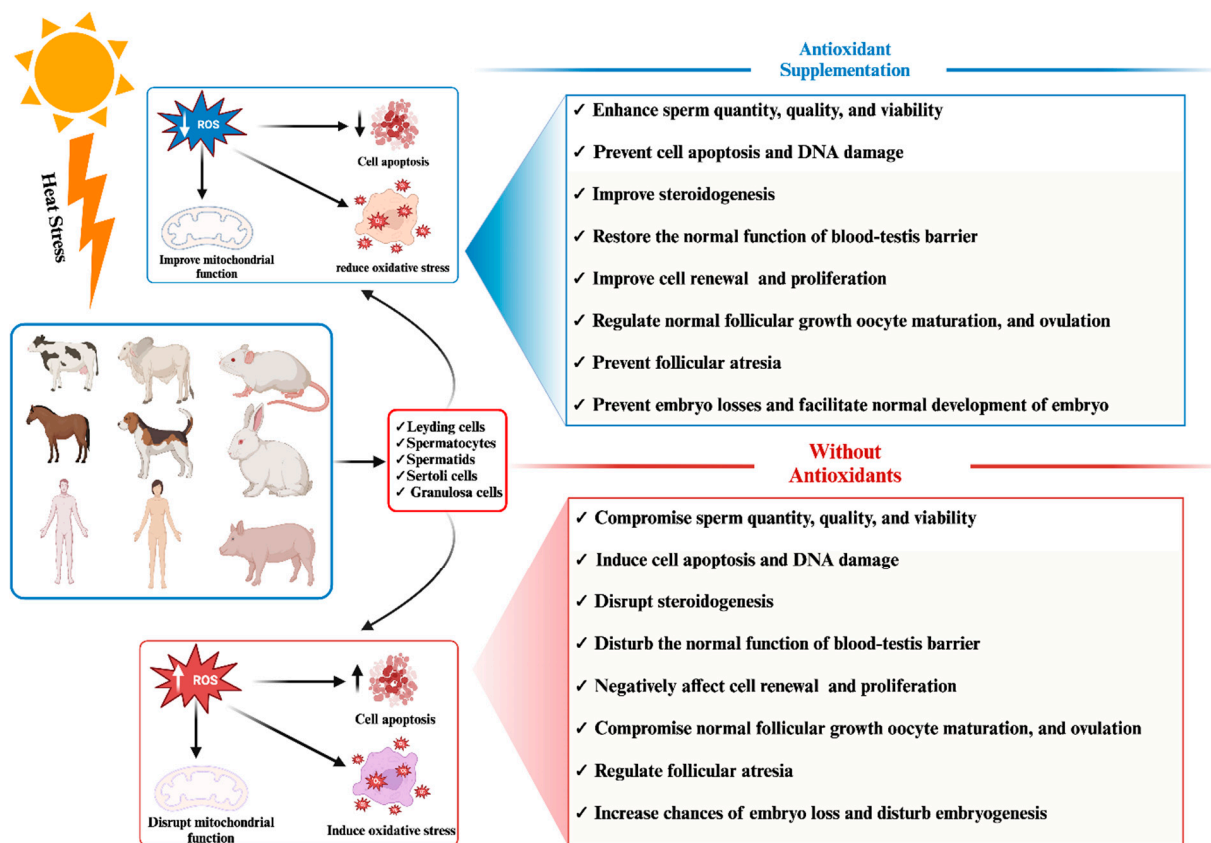 Heat Stress
ROS
Cell apoptosis
Improve mitochondrial
function
reduce oxidative stress
Antioxidant
Supplementation
✓ Enhance sperm quantity, quality, and viability
✓ Prevent cell apoptosis and DNA damage
✓ Improve steroidogenesis
✓ Restore the normal function of blood-testis barrier
✓ Improve cell renewal and proliferation
✓ Regulate normal follicular growth oocyte maturation, and ovulation
✓ Prevent follicular atresia
✓ Prevent embryo losses and facilitate normal development of embryo
✓Leyding cells
✓Spermatocytes
✓Spermatids
✓Sertoli cells
✓ Granulosa cells
Without
Antioxidants
✓ Compromise sperm quantity, quality, and viability
✓ Induce cell apoptosis and DNA damage
✓ Disrupt steroidogenesis
✓ Disturb the normal function of blood-testis barrier
✓ Negatively affect cell renewal and proliferation
✓ Compromise normal follicular growth oocyte maturation, and ovulation
✓ Regulate follicular atresia
✓ Increase chances of embryo loss and disturb embryogenesis
ROS
Cell apoptosis
Disrupt mitochondrial
function
Induce oxidative stress